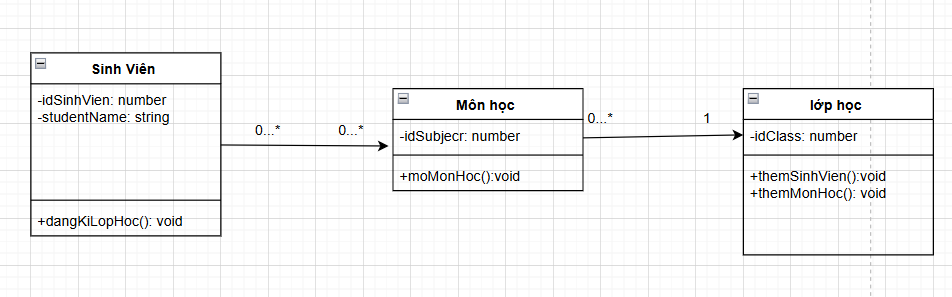 Sinh Viên
-idSinhVien: number
-studentName: string
+dangKiLopHoc(): void
0...*
0...*
Môn học
-idSubjecr: number
+moMonHoc():void
0...*
1
lớp học
-idClass: number
+themSinhVien():void
+themMonHoc(): void